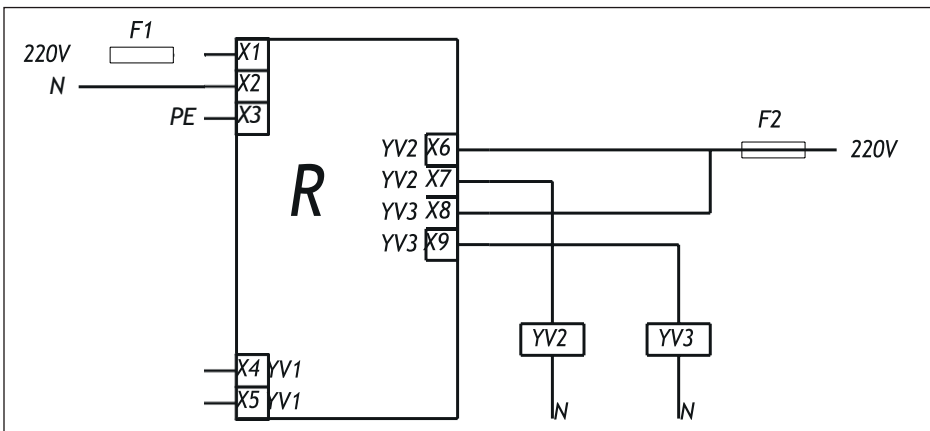 F1
220V X1
N X2
PE X3
F2
YV2 X6 220V
YV2 X7
R
YV3 X8
YV3 X9
YV2 YV3
X4 YV1
X5 YV1
N N